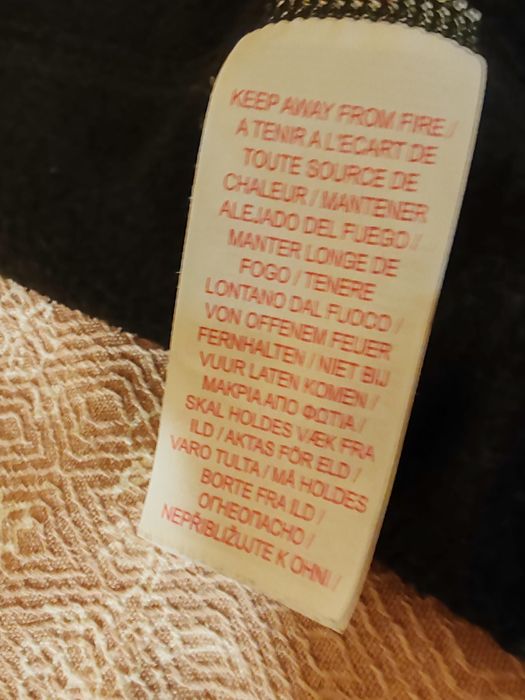 KEEP AWAY FROM FIRE /
A TENIR A L'ECART DE
TOUTE SOURCE DE
CHALEUR / MANTENER
ALEJADO DEL FUEGO /
MANTER LONGE DE
FOGO / TENERE
LONTANO DAL FUOCO /
VON OFFENEM FEUER
FERNHALTEN / NIET BIJ
VUUR LATEN KOMEN /
ΜΑΚΡΙΑ ΑΠΟ ΦΩΤΙΑ /
SKAL HOLDES VÆK FRA
ILD / AKTAS FÖR ELD /
VARO TULTA / MÅ HOLDES
BORTE FRA ILD /
ОГНЕОПАСНО /
NEPŘIBLIŽUJTE K OHNI /